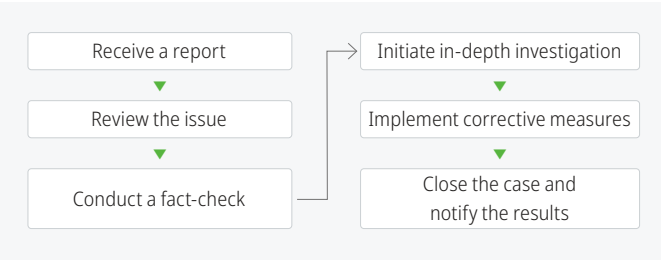 Receive a report
Review the issue
Conduct a fact-check
Initiate in-depth investigation
Implement corrective measures
Close the case and
notify the results